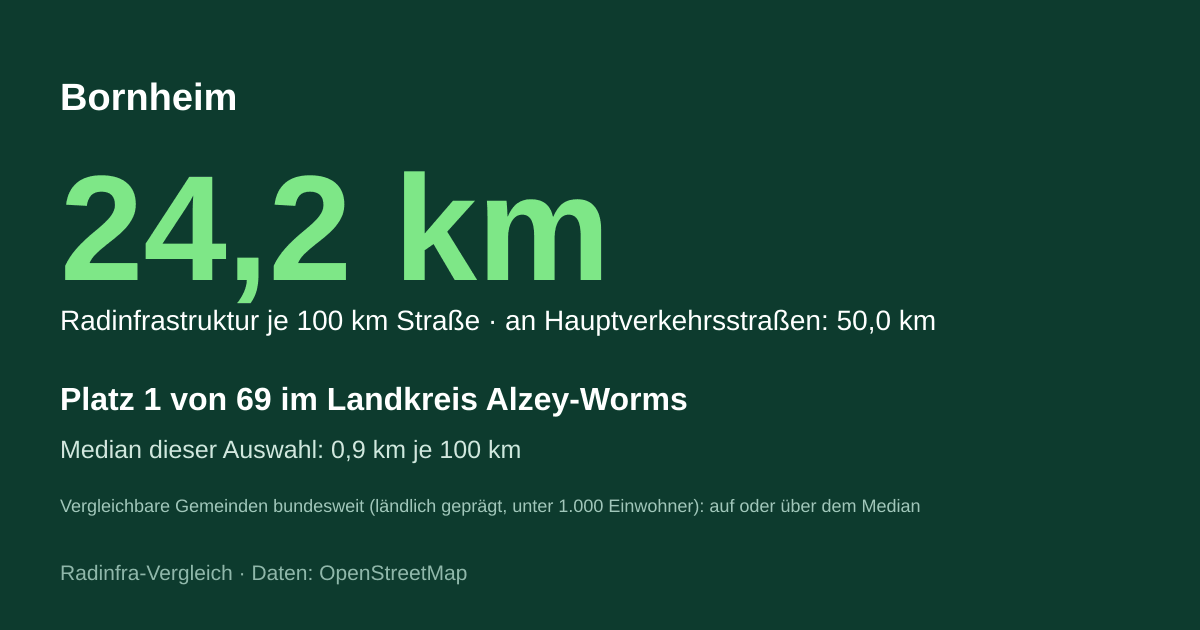 Bornheim
24,2 km
Radinfrastruktur je 100 km Straße · an Hauptverkehrsstraßen: 50,0 km
Platz 1 von 69 im Landkreis Alzey-Worms
Median dieser Auswahl: 0,9 km je 100 km
Vergleichbare Gemeinden bundesweit (ländlich geprägt, unter 1.000 Einwohner): auf oder über dem Median
Radinfra-Vergleich · Daten: OpenStreetMap